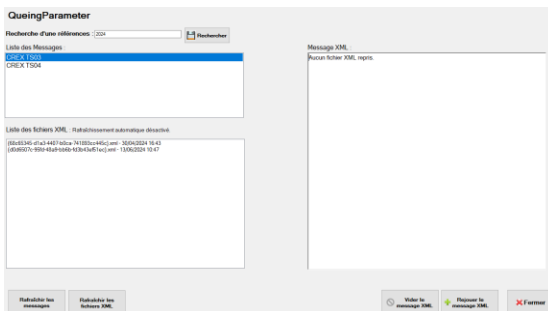 QueingParameter
Recherche d'une références : 2024
Rechercher
Liste des Messages :
CREX TS03
CREX TS04
Message XML :
Aucun fichier XML repris.
Liste des fichiers XML : Rafraîchissement automatique désactivé.
.xml - 30/04/2024 16:43
.xml - 13/06/2024 10:47
Rafraîchir les messages
Rafraîchir les fichiers XML
Vider le message XML
Rejouer le message XML
Fermer